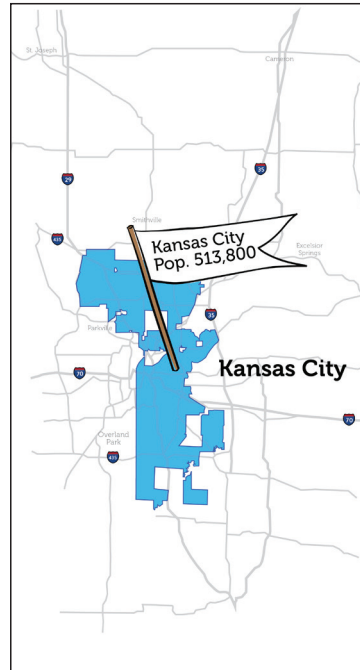 St. Joseph
Cameron
35
29
Smithville
435
Kansas City
Pop. 513,800
Excelsior
Springs
35
Parkville
Kansas City
70
70
Overland
Park
435